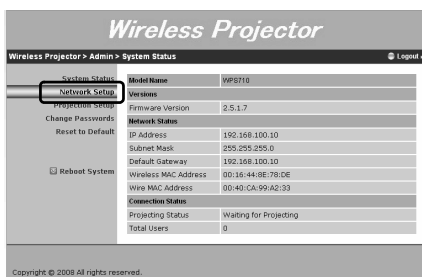 Wireless Projector
Wireless Projector > Admin > System Status
Logout
System Status
Network Setup
Projection Setup
Change Passwords
Reset to Default
Reboot System
Model Name WPS710
Versions
Firmware Version 2.5.1.7
Network Status
IP Address 192.168.100.10
Subnet Mask 255.255.255.0
Default Gateway 192.168.100.10
Wireless MAC Address 00:16:44:8E:78:DE
Wire MAC Address 00:40:CA:99:A2:33
Connection Status
Projecting Status Waiting for Projecting
Total Users 0
Copyright © 2008 All rights reserved.